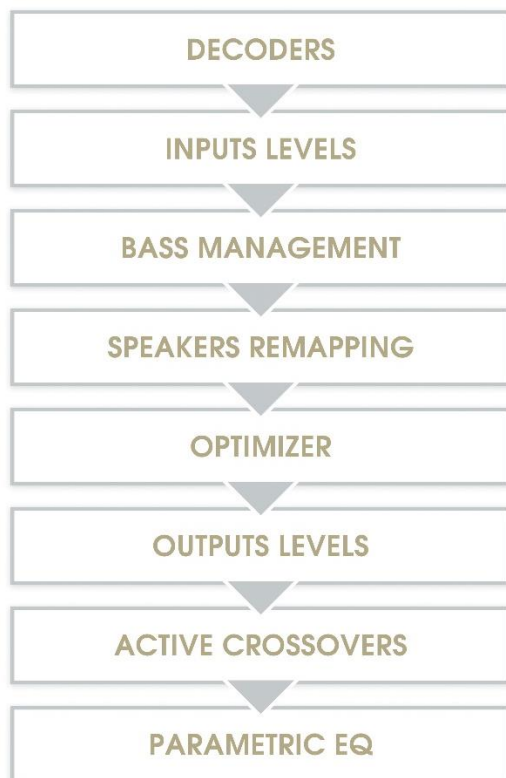 DECODERS
INPUTS LEVELS
BASS MANAGEMENT
SPEAKERS REMAPPING
OPTIMIZER
OUTPUTS LEVELS
ACTIVE CROSSOVERS
PARAMETRIC EQ